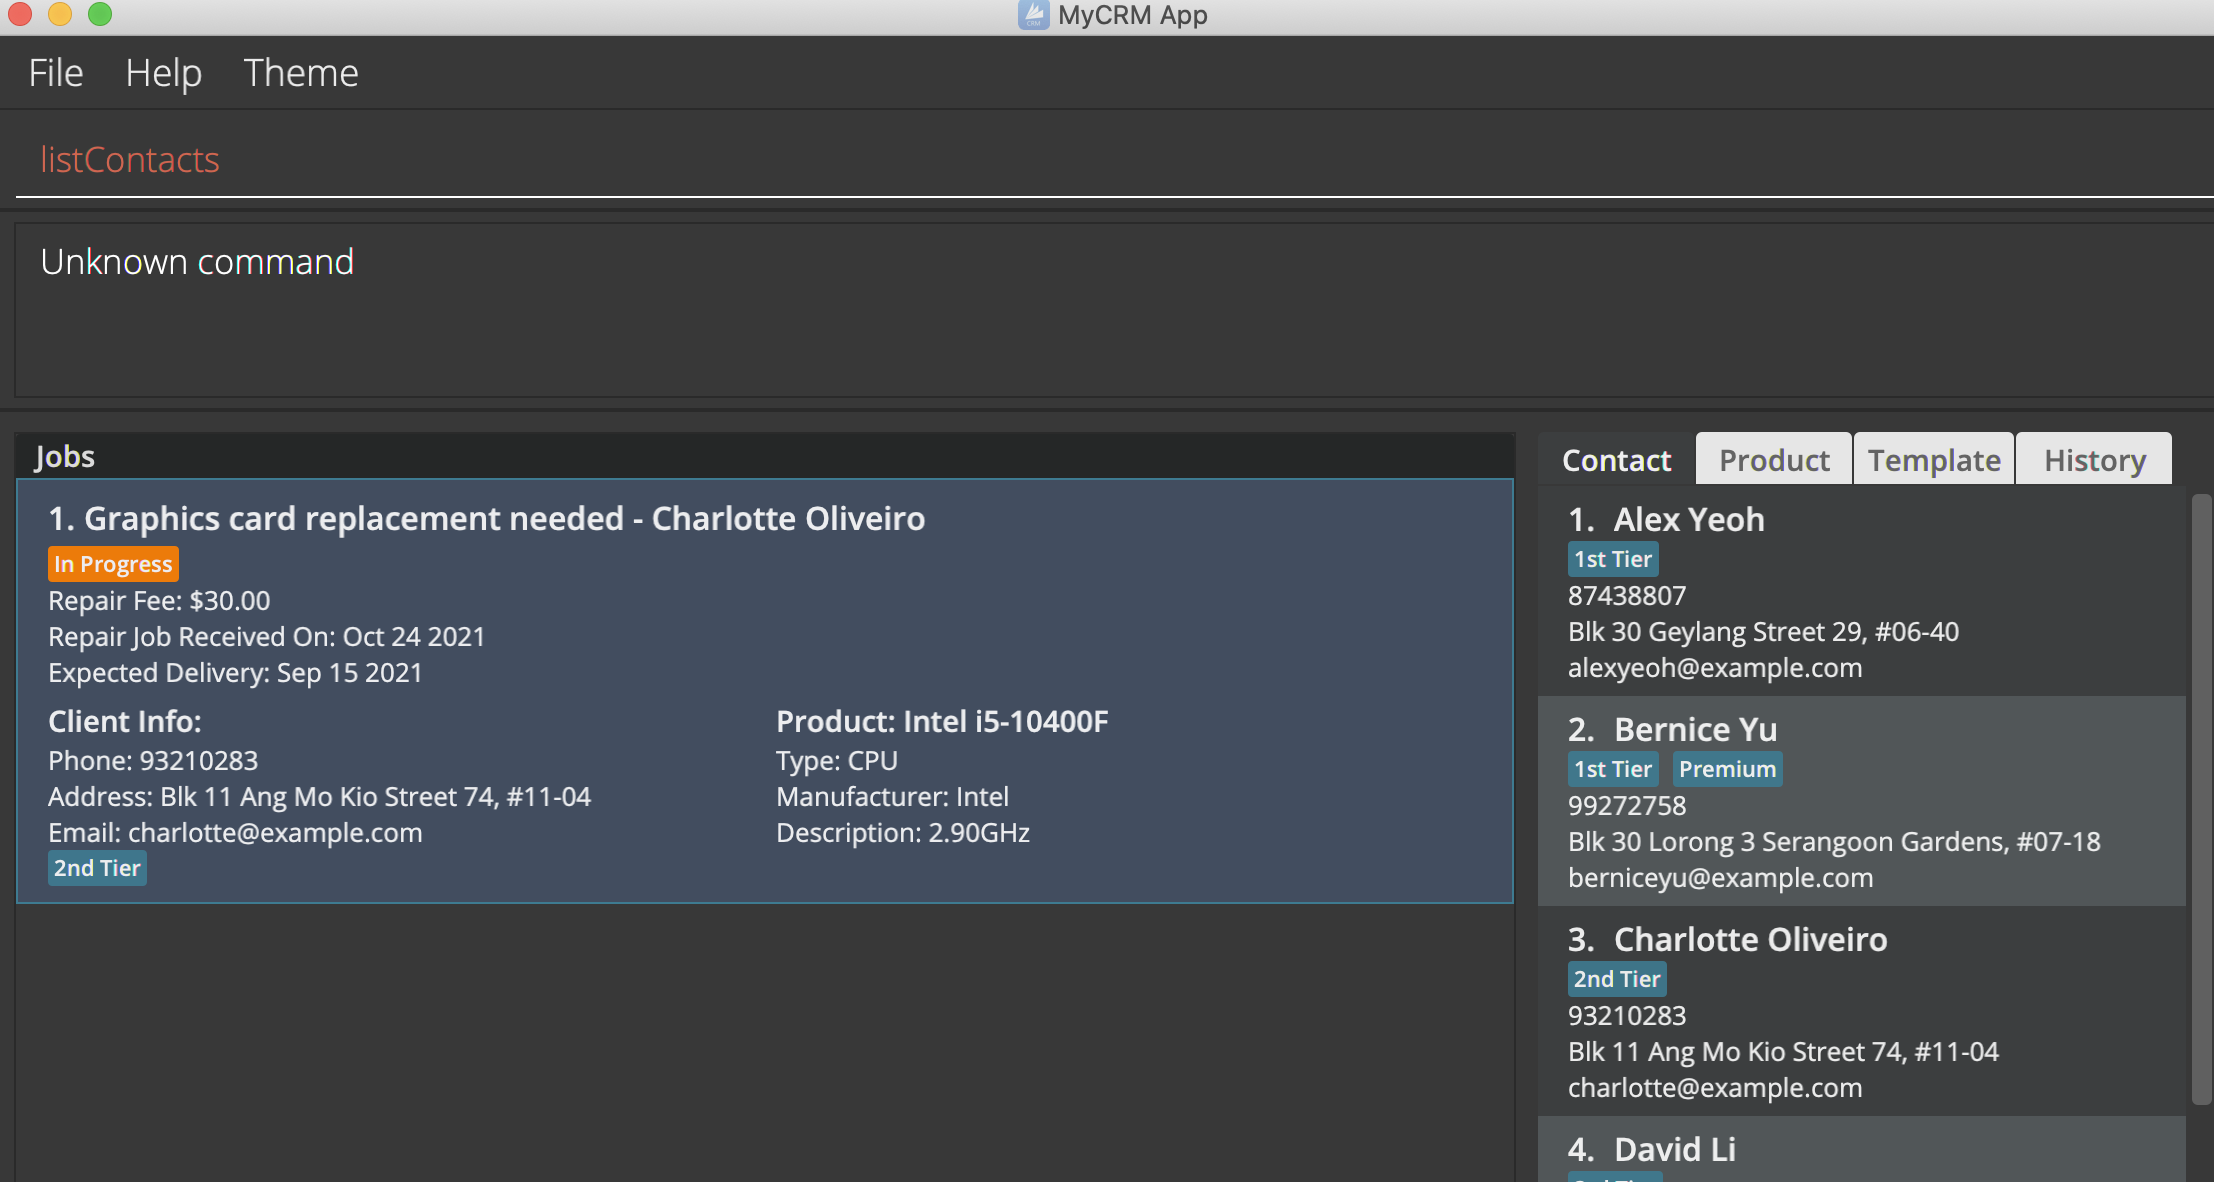 MyCRM App
File Help Theme
listContacts
Unknown command
Jobs
1. Graphics card replacement needed - Charlotte Oliveiro
In Progress
Repair Fee: $30.00
Repair Job Received On: Oct 24 2021
Expected Delivery: Sep 15 2021
Client Info:
Phone: 93210283
Address: Blk 11 Ang Mo Kio Street 74, #11-04
Email: charlotte@example.com
2nd Tier
Product: Intel i5-10400F
Type: CPU
Manufacturer: Intel
Description: 2.90GHz
Contact Product Template History
1. Alex Yeoh
1st Tier
87438807
Blk 30 Geylang Street 29, #06-40
alexyeoh@example.com
2. Bernice Yu
1st Tier Premium
99272758
Blk 30 Lorong 3 Serangoon Gardens, #07-18
berniceyu@example.com
3. Charlotte Oliveiro
2nd Tier
93210283
Blk 11 Ang Mo Kio Street 74, #11-04
charlotte@example.com
4. David Li